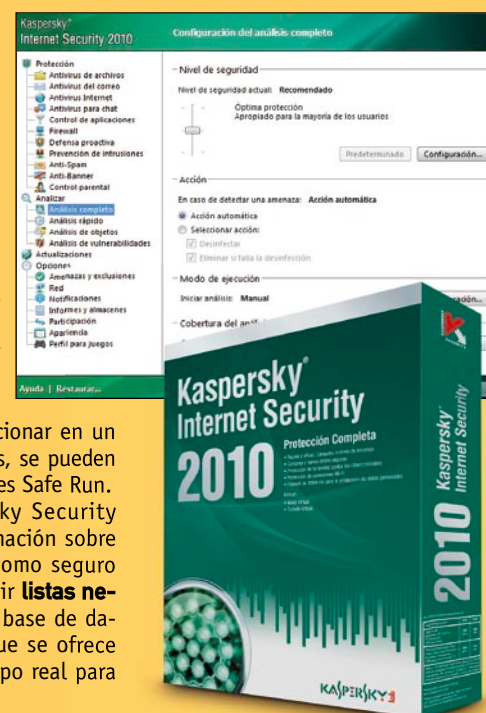 Kaspersky®
Internet Security 2010
Configuración del análisis completo
Protección
Antivirus de archivos
Antivirus del correo
Antivirus Internet
Antivirus para chat
Control de aplicaciones
Firewall
Defensa proactiva
Prevención de intrusiones
Anti-Spam
Anti-Banner
Control parental
Analizar
Análisis completo
Análisis rápido
Análisis de objetos
Análisis de vulnerabilidades
Actualizaciones
Opciones
Amenazas y exclusiones
Red
Notificaciones
Informes y almacenes
Participación
Apariencia
Perfil para juegos
Ayuda | Restaurar...
Nivel de seguridad
Nivel de seguridad actual: Recomendado
Óptima protección
Apropiado para la mayoría de los usuarios
Predeterminado Configuración...
Acción
En caso de detectar una amenaza: Acción automática
Acción automática
Seleccionar acción:
Desinfectar
Eliminar si falla la desinfección
Modo de ejecución
Iniciar análisis: Manual
Cobertura del
cionar en un
s, se pueden
es Safe Run.
ky Security
mación sobre
omo seguro
ir listas ne-
base de da-
ue se ofrece
po real para
Kaspersky®
Internet Security
2010
Protección Completa
KASPERSKY
Kaspersky
Internet Security
2010